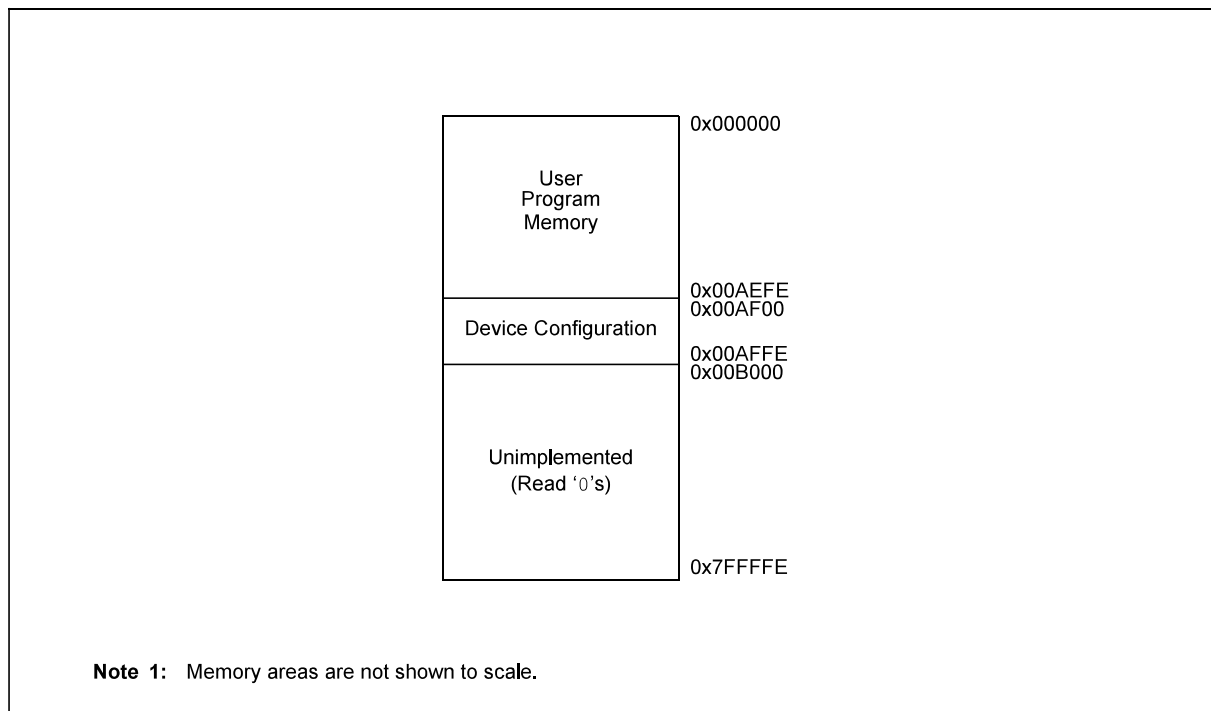 0x000000
User
Program
Memory
0x00AEFE
0x00AF00
Device Configuration
0x00AFFE
0x00B000
Unimplemented
(Read ‘0’s)
0x7FFFFE
Note 1: Memory areas are not shown to scale.